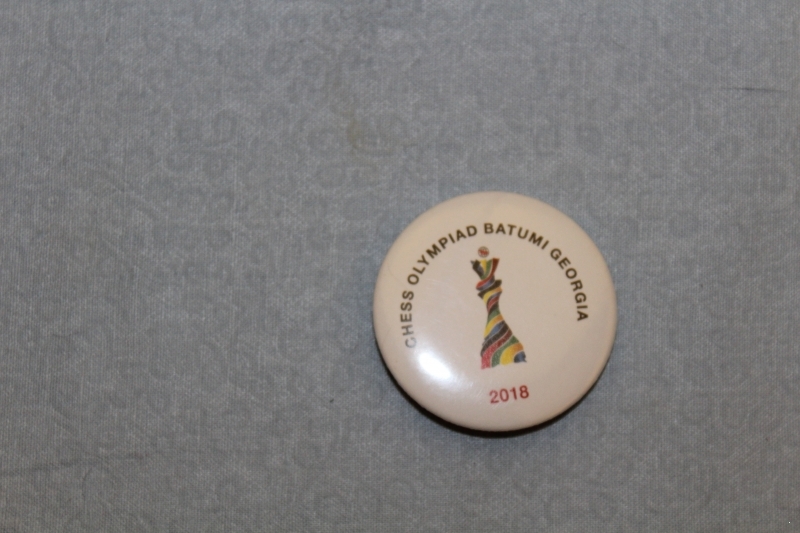 CHESS OLYMPIAD BATUMI GEORGIA
2018